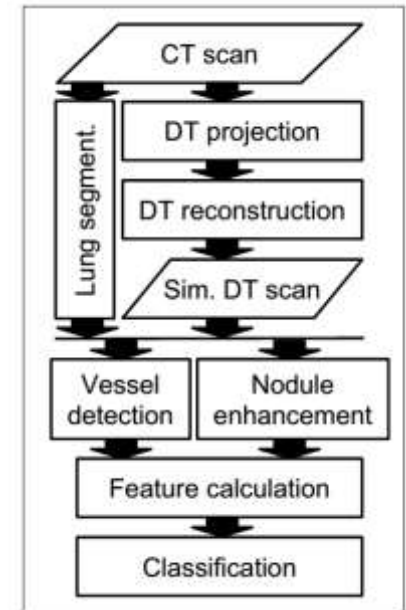 CT scan
Lung segment.
DT projection
DT reconstruction
Sim. DT scan
Vessel
detection
Nodule
enhancement
Feature calculation
Classification